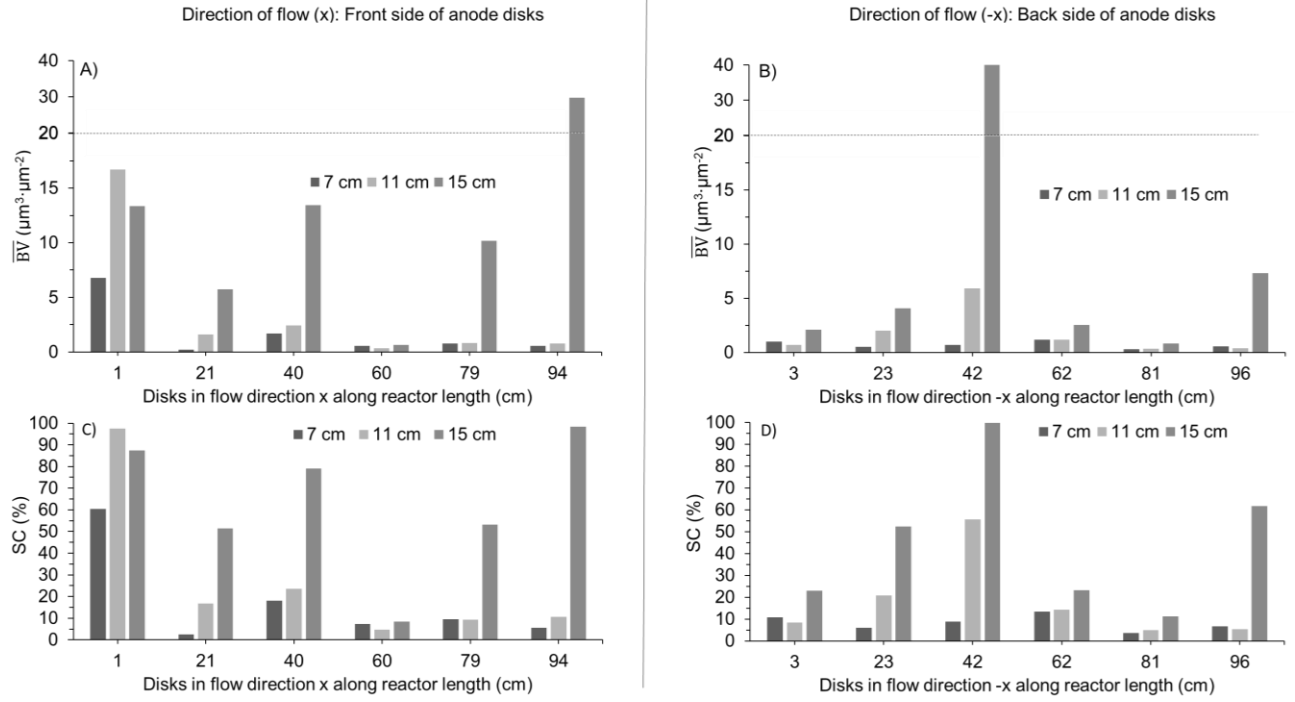 Direction of flow (x): Front side of anode disks
A)
40
30
20
15
10
5
0
BV (µm³·µm⁻²)
7 cm 11 cm 15 cm
1 21 40 60 79 94
Disks in flow direction x along reactor length (cm)
C)
100
90
80
70
60
50
40
30
20
10
0
SC (%)
7 cm 11 cm 15 cm
1 21 40 60 79 94
Disks in flow direction x along reactor length (cm)
Direction of flow (-x): Back side of anode disks
B)
40
30
20
15
10
5
0
BV (µm³·µm⁻²)
7 cm 11 cm 15 cm
3 23 42 62 81 96
Disks in flow direction -x along reactor length (cm)
D)
100
90
80
70
60
50
40
30
20
10
0
SC (%)
7 cm 11 cm 15 cm
3 23 42 62 81 96
Disks in flow direction -x along reactor length (cm)